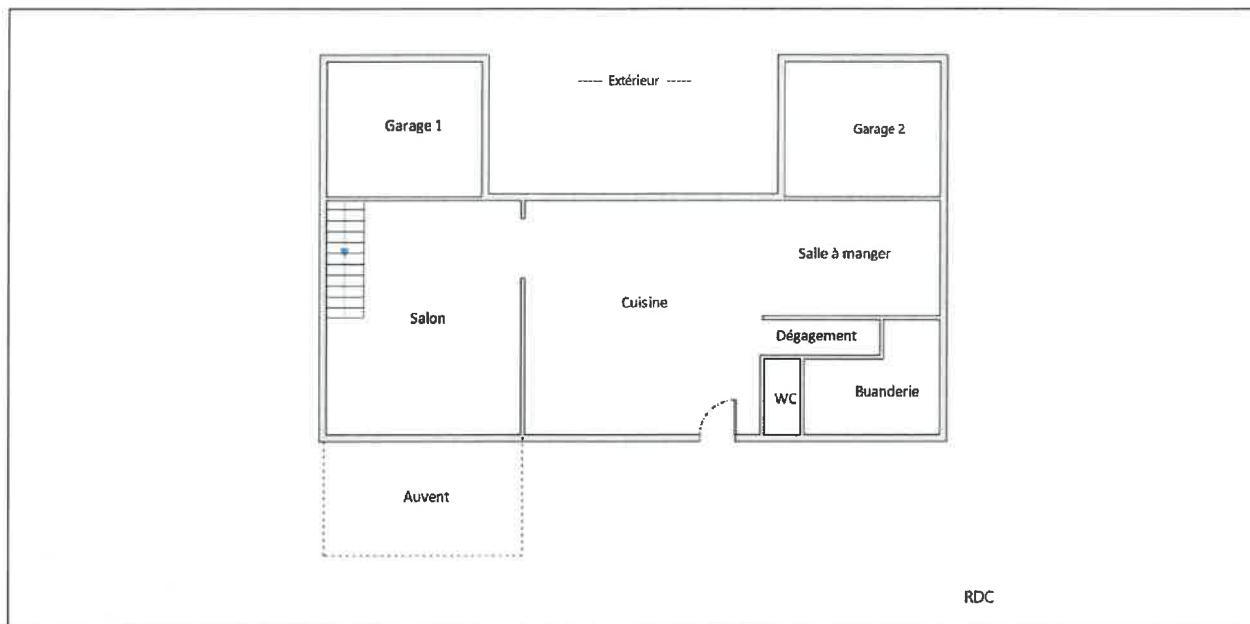 ----- Extérieur -----
Garage 1
Garage 2
Salle à manger
Cuisine
Salon
Dégagement
Buanderie
WC
Auvent
RDC